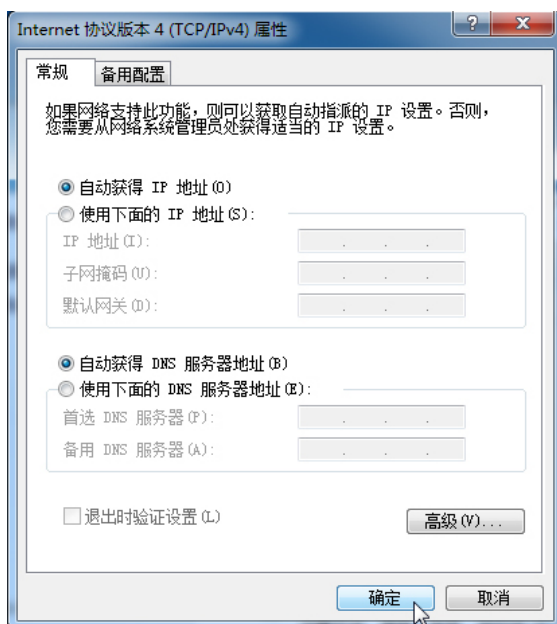 Internet 协议版本 4 (TCP/IPv4) 属性
常规
备用配置
如果网络支持此功能，则可以获取自动指派的 IP 设置。否则，
您需要从网络系统管理员处获得适当的 IP 设置。
自动获得 IP 地址(O)
使用下面的 IP 地址(S):
IP 地址(I):
子网掩码(U):
默认网关(D):
自动获得 DNS 服务器地址(B)
使用下面的 DNS 服务器地址(E):
首选 DNS 服务器(P):
备用 DNS 服务器(A):
退出时验证设置(L)
高级(V)...
确定
取消